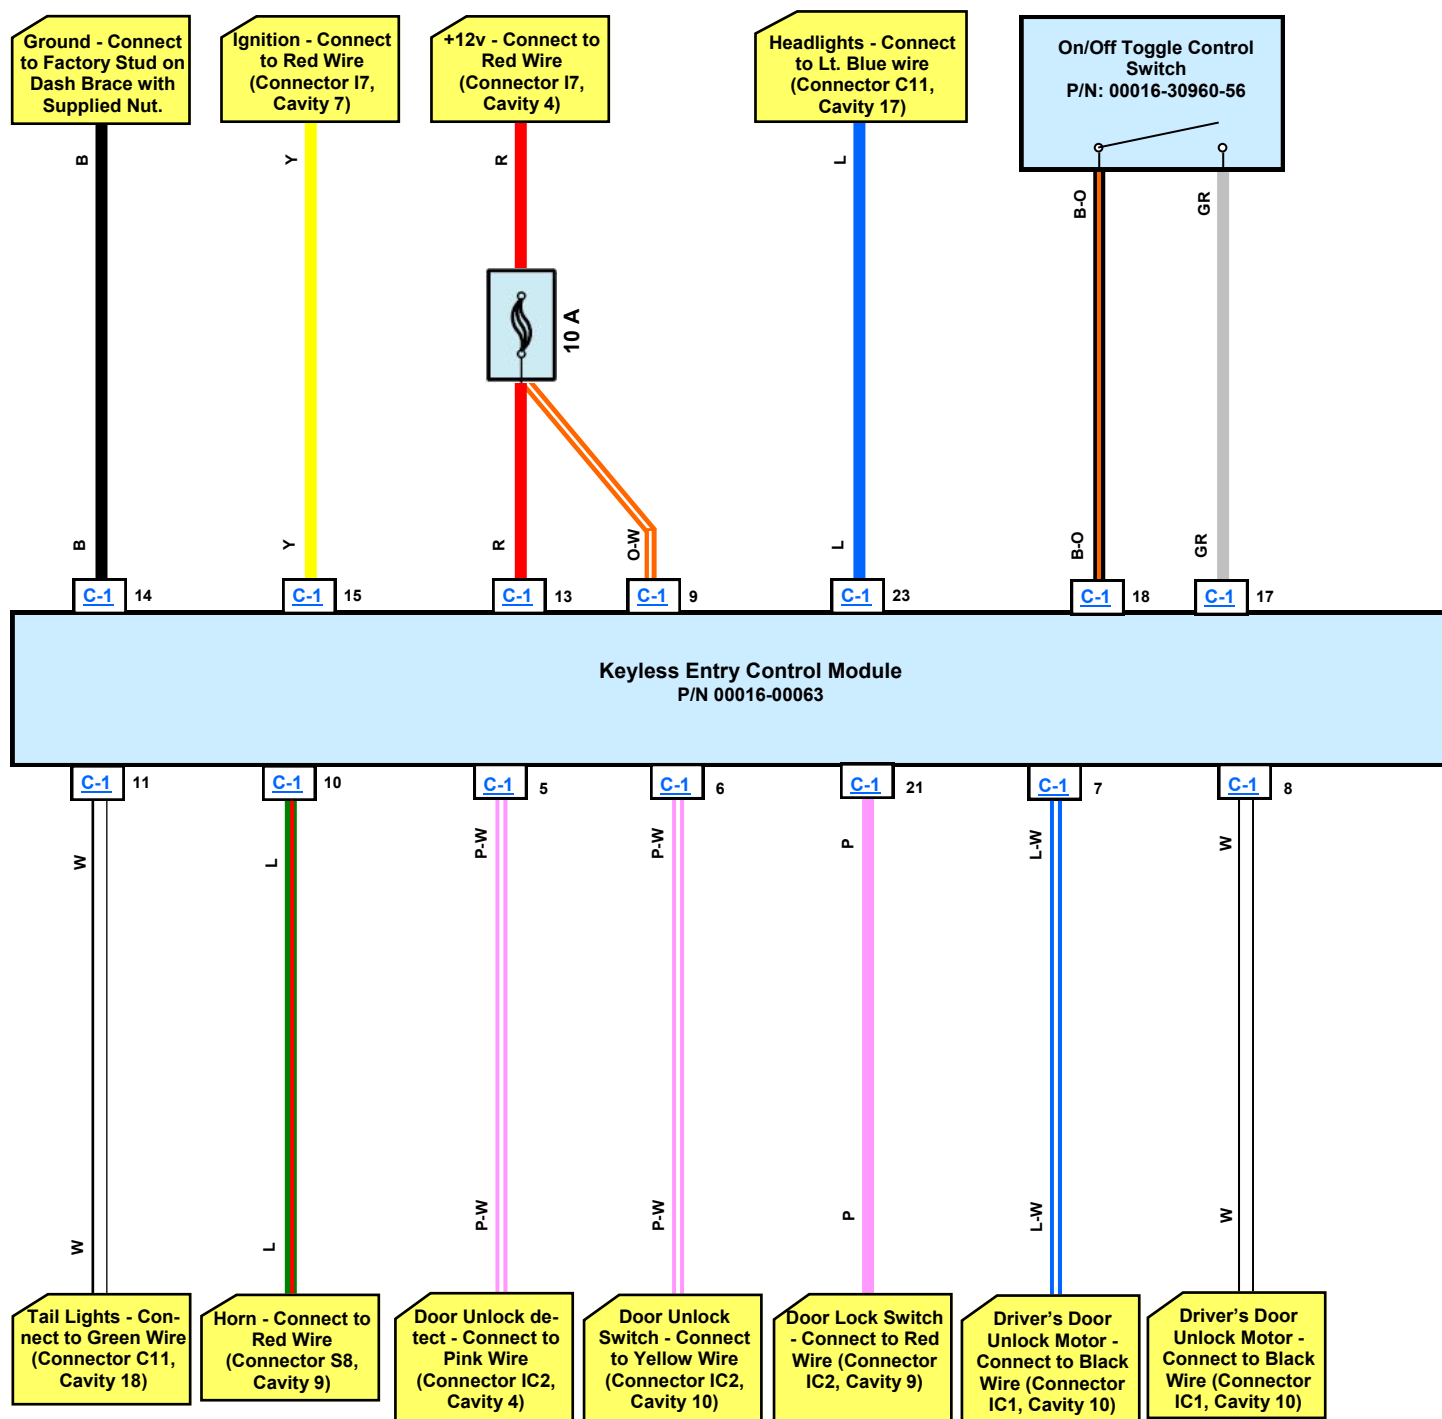 Ground - Connect
to Factory Stud on
Dash Brace with
Supplied Nut.
Ignition - Connect
to Red Wire
(Connector I7,
Cavity 7)
+12v - Connect to
Red Wire
(Connector I7,
Cavity 4)
Headlights - Connect
to Lt. Blue wire
(Connector C11,
Cavity 17)
On/Off Toggle Control
Switch
P/N: 00016-30960-56
B
Y
R
L
B-O
GR
10 A
B
Y
R
O-W
L
B-O
GR
C-1 14
C-1 15
C-1 13
C-1 9
C-1 23
C-1 18
C-1 17
Keyless Entry Control Module
P/N 00016-00063
C-1 11
C-1 10
C-1 5
C-1 6
C-1 21
C-1 7
C-1 8
W
L
P-W
P-W
P
L-W
W
W
L
P-W
P-W
P
L-W
W
Tail Lights - Con-
nect to Green Wire
(Connector C11,
Cavity 18)
Horn - Connect to
Red Wire
(Connector S8,
Cavity 9)
Door Unlock de-
tect - Connect to
Pink Wire
(Connector IC2,
Cavity 4)
Door Unlock
Switch - Connect
to Yellow Wire
(Connector IC2,
Cavity 10)
Door Lock Switch
- Connect to Red
Wire (Connector
IC2, Cavity 9)
Driver's Door
Unlock Motor -
Connect to Black
Wire (Connector
IC1, Cavity 10)
Driver's Door
Unlock Motor -
Connect to Black
Wire (Connector
IC1, Cavity 10)